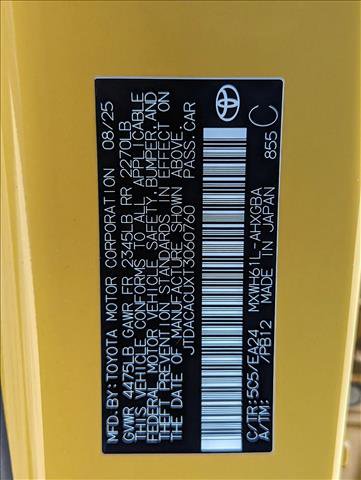 MFD.BY:TOYOTA MOTOR CORPORATION 08/25
GVWR 4475LB GAWR FR 2345LB RR 2270LB
THIS VEHICLE CONFORMS TO ALL APPLICABLE
FEDERAL MOTOR VEHICLE SAFETY, BUMPER, AND
THEFT PREVENTION STANDARDS IN EFFECT ON
THE DATE OF MANUFACTURE SHOWN ABOVE.
JTDACACUXT3060760 PASS.CAR
C/TR:5C5/EA24 MXWH61L-AHXGBA
A/TM: /PB12 MADE IN JAPAN 855
C